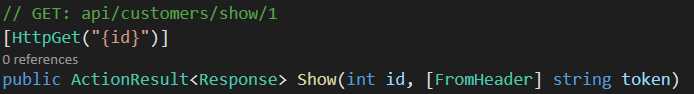 // GET: api/customers/show/1
[HttpGet("{id}")]
0 references
public ActionResult<Response> Show(int id, [FromHeader] string token)